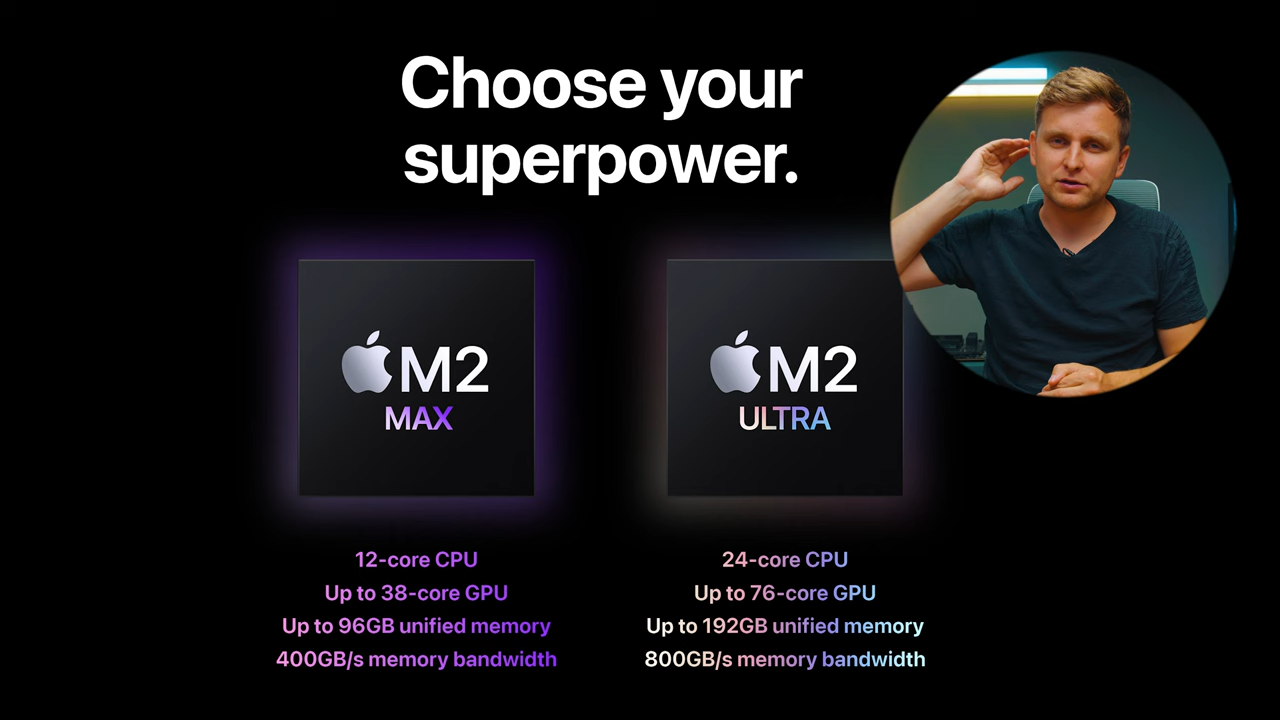 Choose your
superpower.
M2
MAX
M2
ULTRA
12-core CPU
Up to 38-core GPU
Up to 96GB unified memory
400GB/s memory bandwidth
24-core CPU
Up to 76-core GPU
Up to 192GB unified memory
800GB/s memory bandwidth